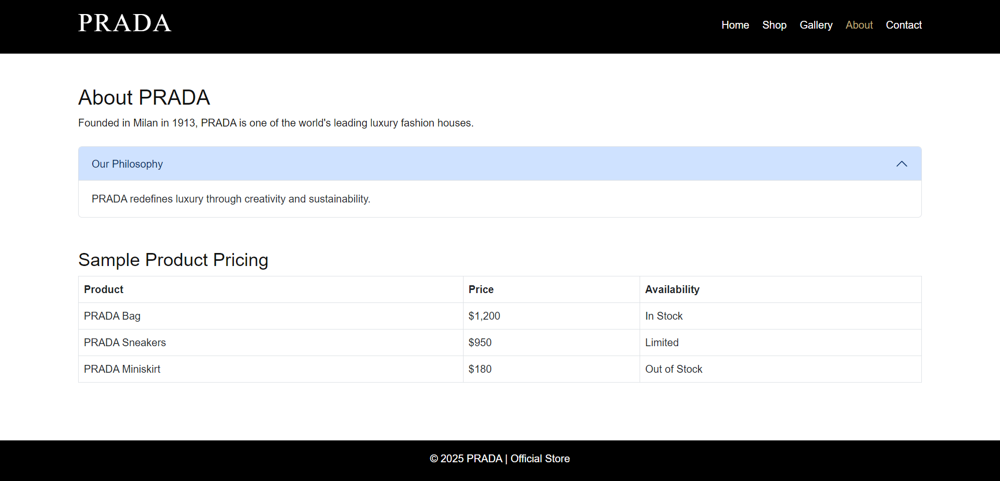 PRADA
Home Shop Gallery About Contact
About PRADA
Founded in Milan in 1913, PRADA is one of the world's leading luxury fashion houses.
Our Philosophy
PRADA redefines luxury through creativity and sustainability.
Sample Product Pricing
Product Price Availability
PRADA Bag $1,200 In Stock
PRADA Sneakers $950 Limited
PRADA Miniskirt $180 Out of Stock
© 2025 PRADA | Official Store